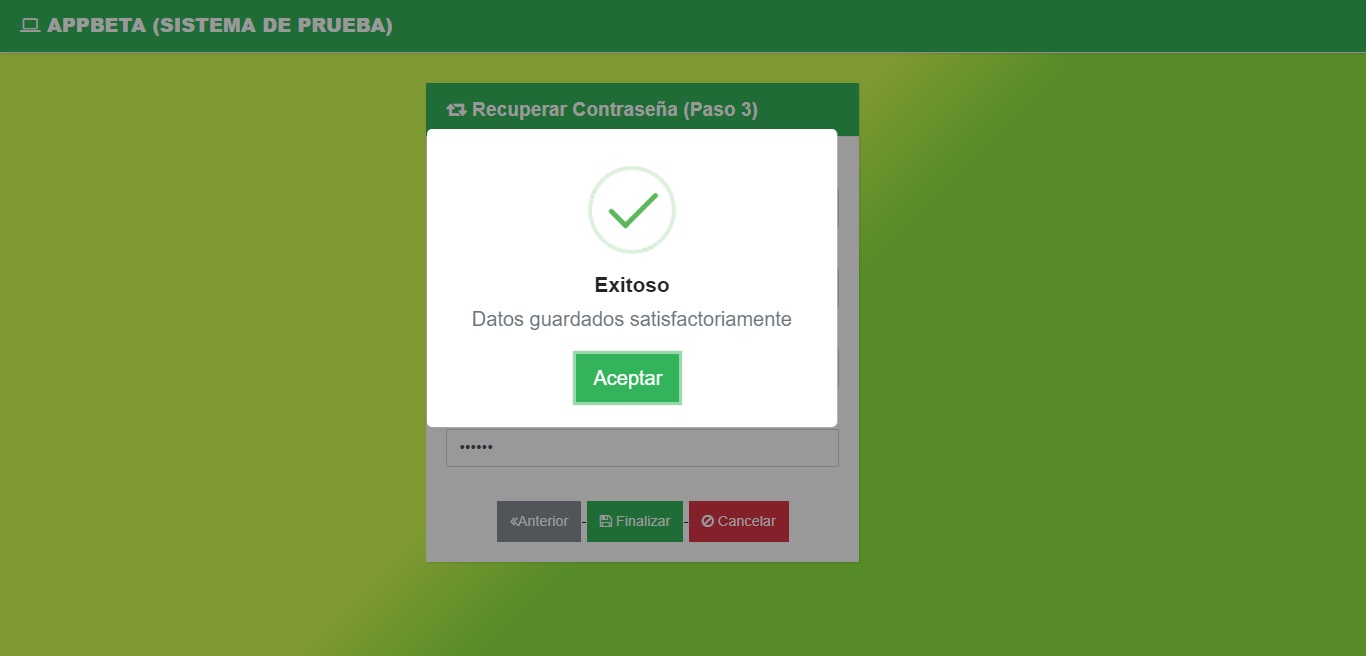 APPBETA (SISTEMA DE PRUEBA)
Recuperar Contraseña (Paso 3)
Exitoso
Datos guardados satisfactoriamente
Aceptar
••••••
«Anterior - Finalizar - Cancelar